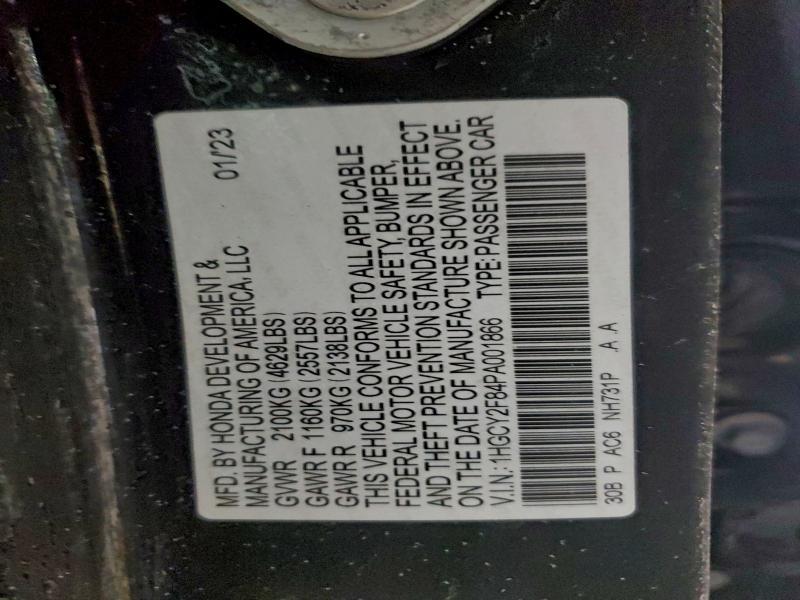 MFD. BY HONDA DEVELOPMENT &
MANUFACTURING OF AMERICA, LLC 01/'23
GVWR 2100KG (4629LBS)
GAWR F 1160KG (2557LBS)
GAWR R 970KG (2138LBS)
THIS VEHICLE CONFORMS TO ALL APPLICABLE
FEDERAL MOTOR VEHICLE SAFETY, BUMPER,
AND THEFT PREVENTION STANDARDS IN EFFECT
ON THE DATE OF MANUFACTURE SHOWN ABOVE.
V.I.N.: 1HGCY2F84PA001866 TYPE: PASSENGER CAR
30B P AC6 NH731P .A A